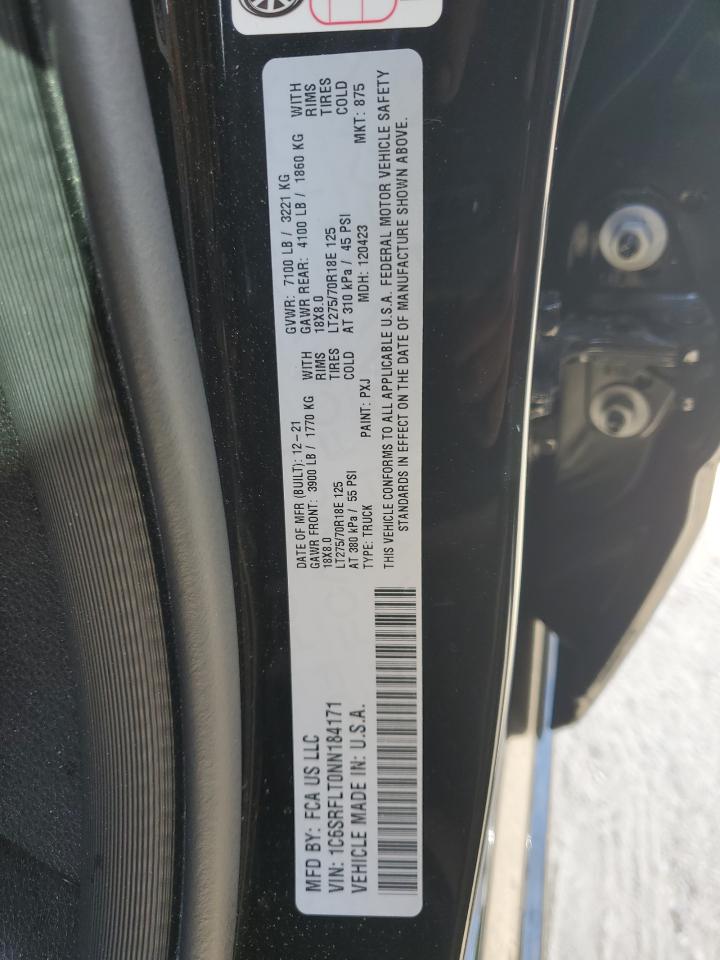 MFD BY: FCA US LLC
VIN: 1C6SRFLT0NN184171
VEHICLE MADE IN: U.S.A.
DATE OF MFR (BUILT): 12-21
GAWR FRONT: 3900 LB / 1770 KG WITH
18X8.0 RIMS
LT275/70R18E 125 TIRES
AT 380 kPa / 55 PSI COLD
TYPE: TRUCK PAINT: PXJ
GVWR: 7100 LB / 3221 KG
GAWR REAR: 4100 LB / 1860 KG WITH
18X8.0 RIMS
LT275/70R18E 125 TIRES
AT 310 kPa / 45 PSI COLD
MDH: 120423 MKT: 875
THIS VEHICLE CONFORMS TO ALL APPLICABLE U.S.A. FEDERAL MOTOR VEHICLE SAFETY
STANDARDS IN EFFECT ON THE DATE OF MANUFACTURE SHOWN ABOVE.